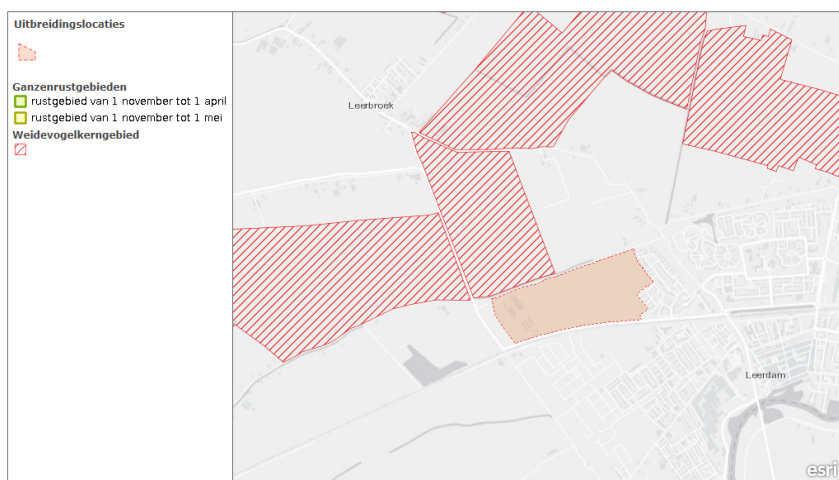 Uitbreidingslocaties
Ganzenrustgebieden
rustgebied van 1 november tot 1 april
rustgebied van 1 november tot 1 mei
Weidevogelkerngebied
Leerbroek
Leerdam
esri